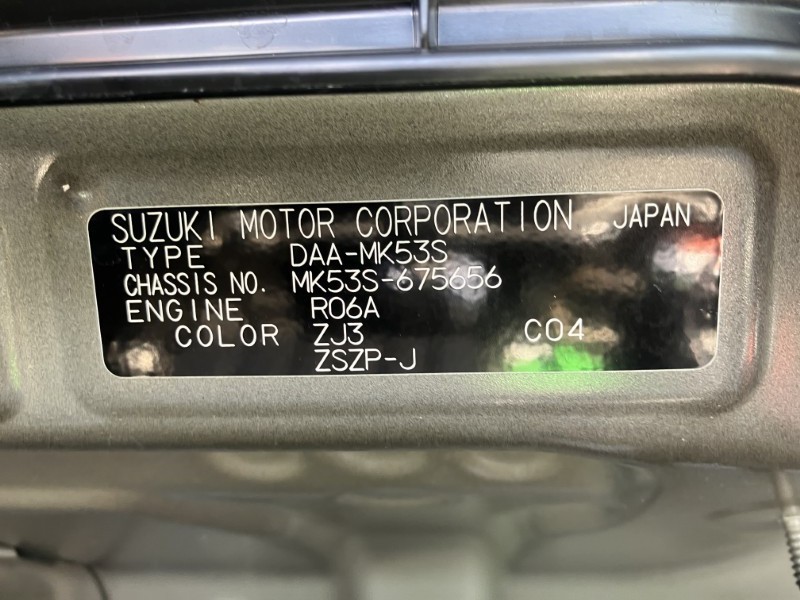 SUZUKI MOTOR CORPORATION JAPAN
TYPE DAA-MK53S
CHASSIS NO. MK53S-675656
ENGINE R06A
COLOR ZJ3 C04
ZSZP-J